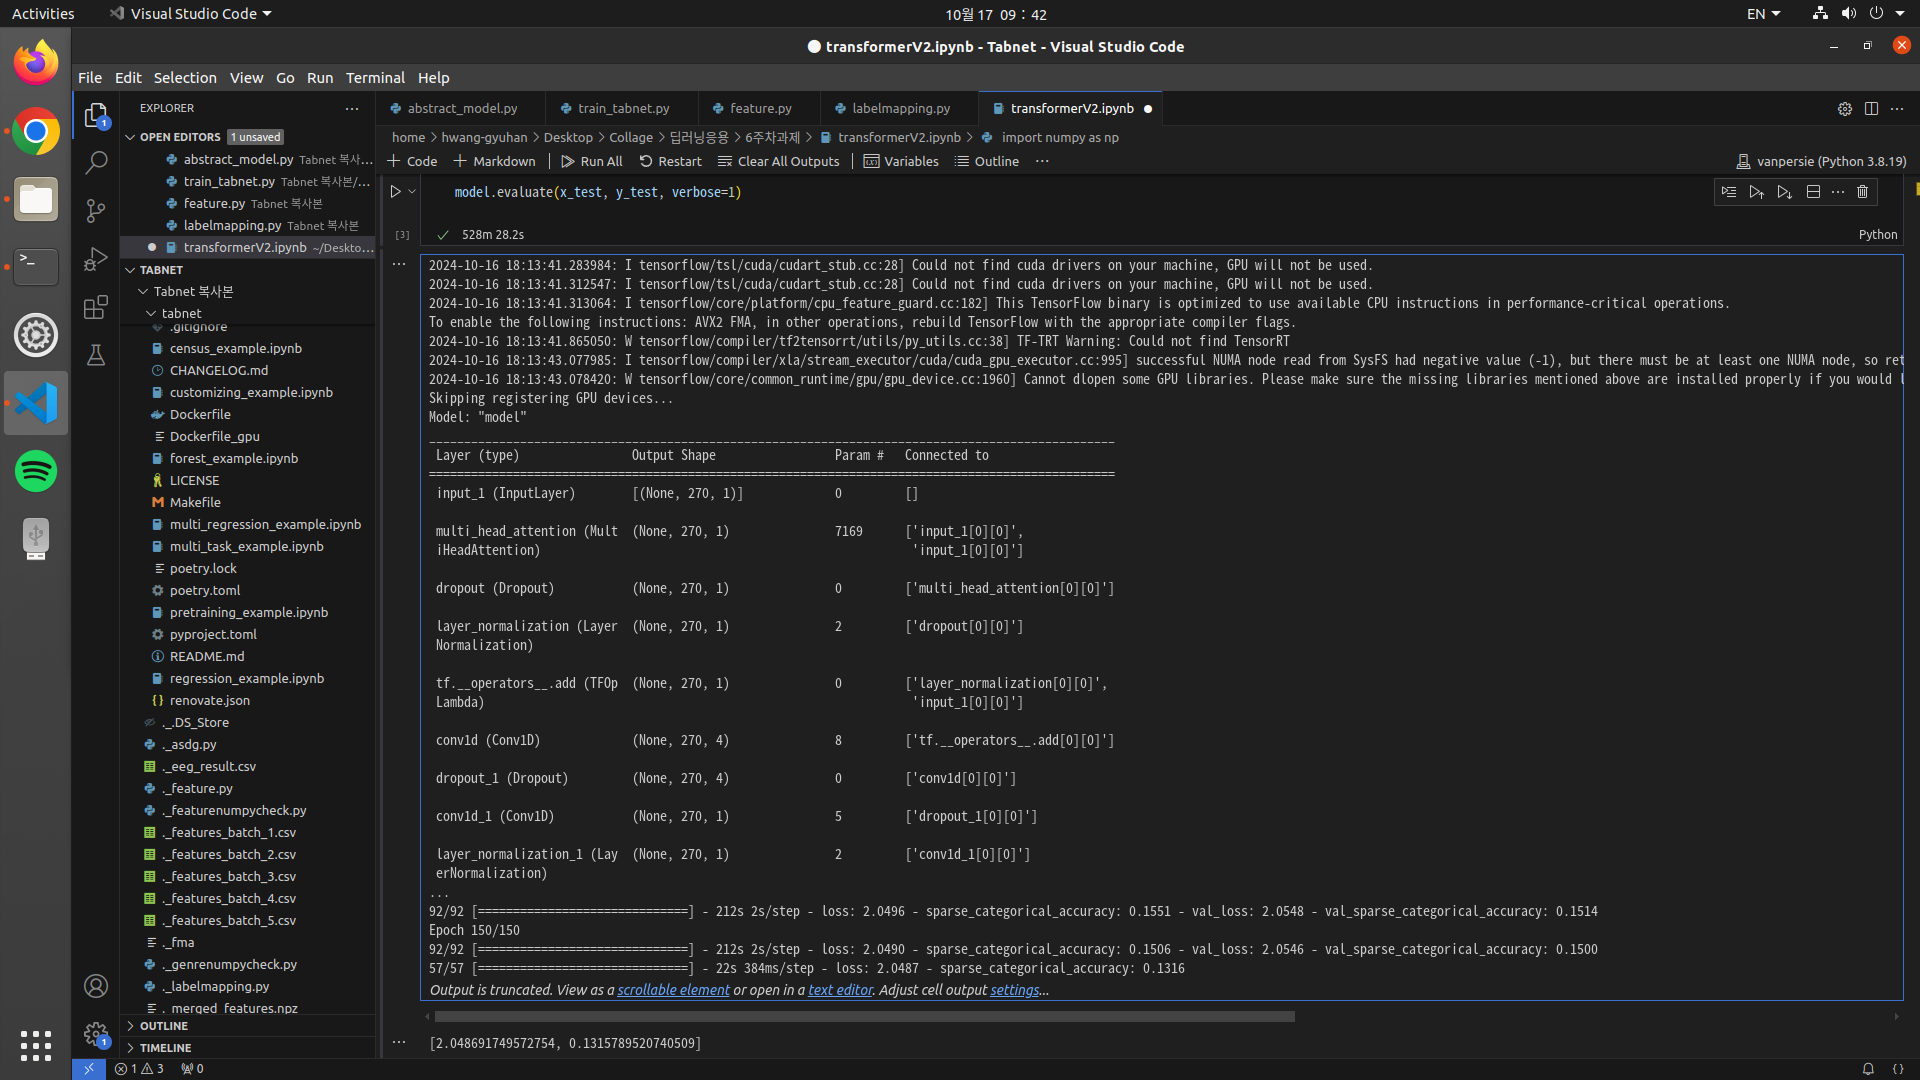 Activities
Visual Studio Code
10월 17 09 : 42
EN
transformerV2.ipynb - Tabnet - Visual Studio Code
File Edit Selection View Go Run Terminal Help
EXPLORER
abstract_model.py
train_tabnet.py
feature.py
labelmapping.py
transformerV2.ipynb
OPEN EDITORS 1 unsaved
home > hwang-gyuhan > Desktop > Collage > 딥러닝응용 > 6주차과제 > transformerV2.ipynb > import numpy as np
abstract_model.py Tabnet 복사...
+ Code + Markdown Run All Restart Clear All Outputs Variables Outline ... vanpersie (Python 3.8.19)
train_tabnet.py Tabnet 복사본/...
feature.py Tabnet 복사본
labelmapping.py Tabnet 복사본
transformerV2.ipynb ~/Deskto...
TABNET
Tabnet 복사본
tabnet
.gitignore
census_example.ipynb
CHANGELOG.md
customizing_example.ipynb
Dockerfile
Dockerfile_gpu
forest_example.ipynb
LICENSE
Makefile
multi_regression_example.ipynb
multi_task_example.ipynb
poetry.lock
poetry.toml
pretraining_example.ipynb
pyproject.toml
README.md
regression_example.ipynb
renovate.json
._.DS_Store
._asdg.py
._eeg_result.csv
._feature.py
._featurenumpycheck.py
._features_batch_1.csv
._features_batch_2.csv
._features_batch_3.csv
._features_batch_4.csv
._features_batch_5.csv
._fma
._genrenumpycheck.py
._labelmapping.py
._merged_features.npz
OUTLINE
TIMELINE
model.evaluate(x_test, y_test, verbose=1)
[3] 528m 28.2s Python
2024-10-16 18:13:41.283984: I tensorflow/tsl/cuda/cudart_stub.cc:28] Could not find cuda drivers on your machine, GPU will not be used.
2024-10-16 18:13:41.312547: I tensorflow/tsl/cuda/cudart_stub.cc:28] Could not find cuda drivers on your machine, GPU will not be used.
2024-10-16 18:13:41.313064: I tensorflow/core/platform/cpu_feature_guard.cc:182] This TensorFlow binary is optimized to use available CPU instructions in performance-critical operations.
To enable the following instructions: AVX2 FMA, in other operations, rebuild TensorFlow with the appropriate compiler flags.
2024-10-16 18:13:41.865050: W tensorflow/compiler/tf2tensorrt/utils/py_utils.cc:38] TF-TRT Warning: Could not find TensorRT
2024-10-16 18:13:43.077985: I tensorflow/compiler/xla/stream_executor/cuda/cuda_gpu_executor.cc:995] successful NUMA node read from SysFS had negative value (-1), but there must be at least one NUMA node, so ret
2024-10-16 18:13:43.078420: W tensorflow/core/common_runtime/gpu/gpu_device.cc:1960] Cannot dlopen some GPU libraries. Please make sure the missing libraries mentioned above are installed properly if you would l
Skipping registering GPU devices...
Model: "model"
Layer (type) Output Shape Param # Connected to
input_1 (InputLayer) [(None, 270, 1)] 0 []
multi_head_attention (Mult (None, 270, 1) 7169 ['input_1[0][0]',
iHeadAttention) 'input_1[0][0]']
dropout (Dropout) (None, 270, 1) 0 ['multi_head_attention[0][0]']
layer_normalization (Layer (None, 270, 1) 2 ['dropout[0][0]']
Normalization)
tf.__operators__.add (TFOp (None, 270, 1) 0 ['layer_normalization[0][0]',
Lambda) 'input_1[0][0]']
conv1d (Conv1D) (None, 270, 4) 8 ['tf.__operators__.add[0][0]']
dropout_1 (Dropout) (None, 270, 4) 0 ['conv1d[0][0]']
conv1d_1 (Conv1D) (None, 270, 1) 5 ['dropout_1[0][0]']
layer_normalization_1 (Lay (None, 270, 1) 2 ['conv1d_1[0][0]']
erNormalization)
...
92/92 [==============================] - 212s 2s/step - loss: 2.0496 - sparse_categorical_accuracy: 0.1551 - val_loss: 2.0548 - val_sparse_categorical_accuracy: 0.1514
Epoch 150/150
92/92 [==============================] - 212s 2s/step - loss: 2.0490 - sparse_categorical_accuracy: 0.1506 - val_loss: 2.0546 - val_sparse_categorical_accuracy: 0.1500
57/57 [==============================] - 22s 384ms/step - loss: 2.0487 - sparse_categorical_accuracy: 0.1316
Output is truncated. View as a scrollable element or open in a text editor. Adjust cell output settings...
[2.048691749572754, 0.1315789520740509]
1 3 0